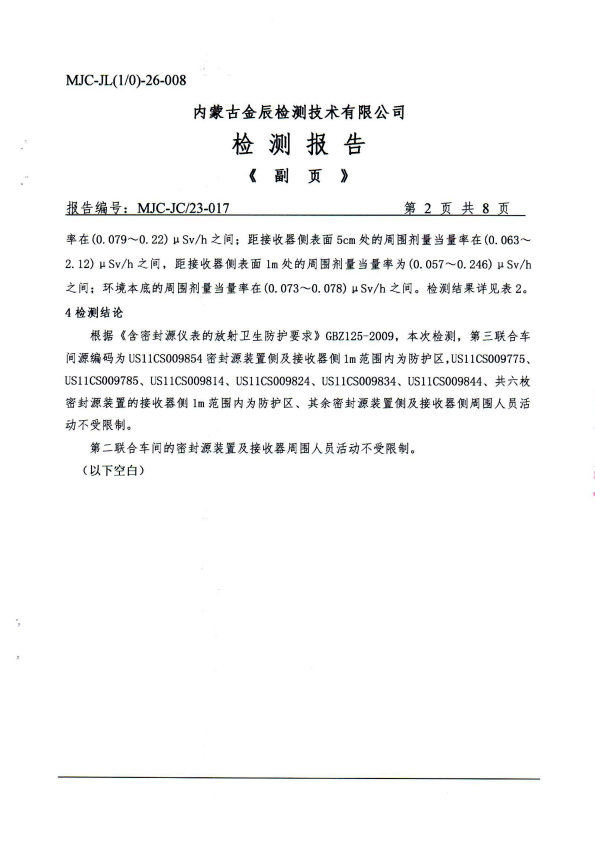 MJC-JL(1/0)-26-008
内蒙古金辰检测技术有限公司
检 测 报 告
《 副 页 》
报告编号：MJC-JC/23-017 第 2 页 共 8 页
率在(0.079～0.22)μSv/h 之间；距接收器侧表面 5cm 处的周围剂量当量率在(0.063～
2.12)μSv/h 之间，距接收器侧表面 1m 处的周围剂量当量率为(0.057～0.246)μSv/h
之间；环境本底的周围剂量当量率在(0.073～0.078)μSv/h 之间。检测结果详见表 2。
4 检测结论
根据《含密封源仪表的放射卫生防护要求》GBZ125-2009，本次检测，第三联合车
间源编码为 US11CS009854 密封源装置侧及接收器侧 1m 范围内为防护区，US11CS009775、
US11CS009785、US11CS009814、US11CS009824、US11CS009834、US11CS009844、共六枚
密封源装置的接收器侧 1m 范围内为防护区、其余密封源装置侧及接收器侧周围人员活
动不受限制。
第二联合车间的密封源装置及接收器周围人员活动不受限制。
（以下空白）